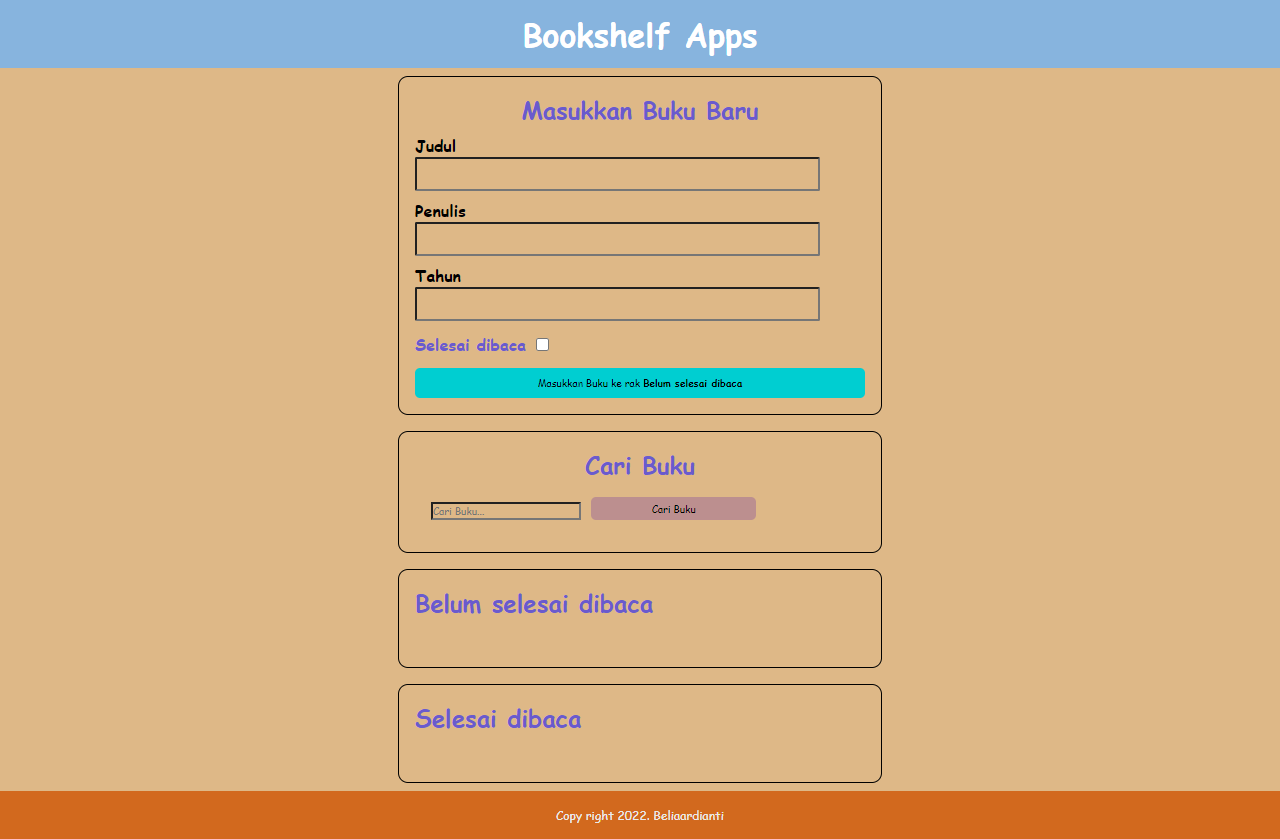 Bookshelf Apps
Masukkan Buku Baru
Judul
Penulis
Tahun
Selesai dibaca
Masukkan Buku ke rak Belum selesai dibaca
Cari Buku
Cari Buku...
Cari Buku
Belum selesai dibaca
Selesai dibaca
Copy right 2022. Beliaardianti